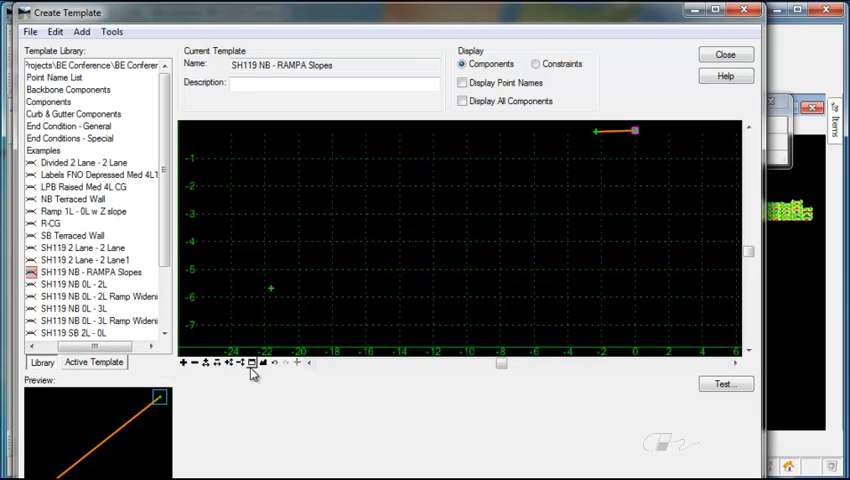 Create Template
File Edit Add Tools
Template Library:
?rojects\BE Conference\BE Conferer
Point Name List
Backbone Components
Components
Curb & Gutter Components
End Condition - General
End Condition - Special
Examples
Divided 2 Lane - 2 Lane
Labels FNO Depressed Med 4L1
LPB Raised Med 4L CG
NB Terraced Wall
Ramp 1L - 0L w Z slope
R-CG
SB Terraced Wall
SH119 2 Lane - 2 Lane
SH119 2 Lane - 2 Lane1
SH119 NB - RAMPA Slopes
SH119 NB 0L - 2L
SH119 NB 0L - 2L Ramp Wideni
SH119 NB 0L - 3L
SH119 NB 0L - 3L Ramp Wideni
SH119 SB 2L - 0L
Library Active Template
Preview:
Current Template
Name: SH119 NB - RAMPA Slopes
Description:
Display
Components Constraints
Display Point Names
Display All Components
Close
Help
-1
-2
-3
-4
-5
-6
-7
-24 -22 -20 -18 -16 -14 -12 -10 -8 -6 -4 -2 0 2 4 6
Test...
Items